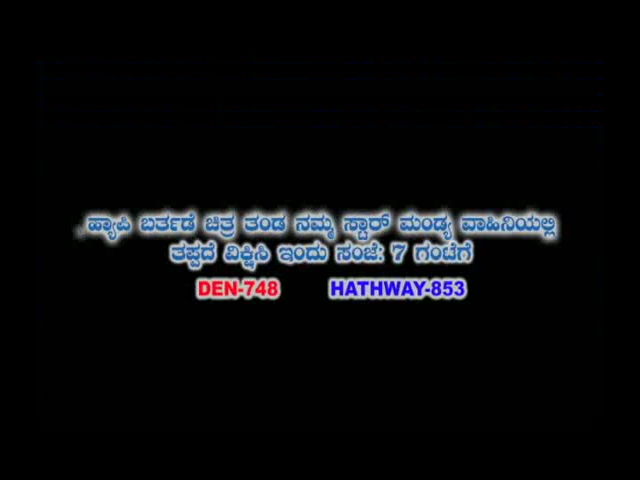 ಹ್ಯಾಪಿ ಬರ್ತಡೆ ಚಿತ್ರ ತಂಡ ನಮ್ಮ ಸ್ಟಾರ್ ಮಂಡ್ಯ ವಾಹಿನಿಯಲ್ಲಿ
ತಪ್ಪದೆ ವಿಕ್ಷಿಸಿ ಇಂದು ಸಂಜೆ: 7 ಗಂಟೆಗೆ
DEN-748 HATHWAY-853